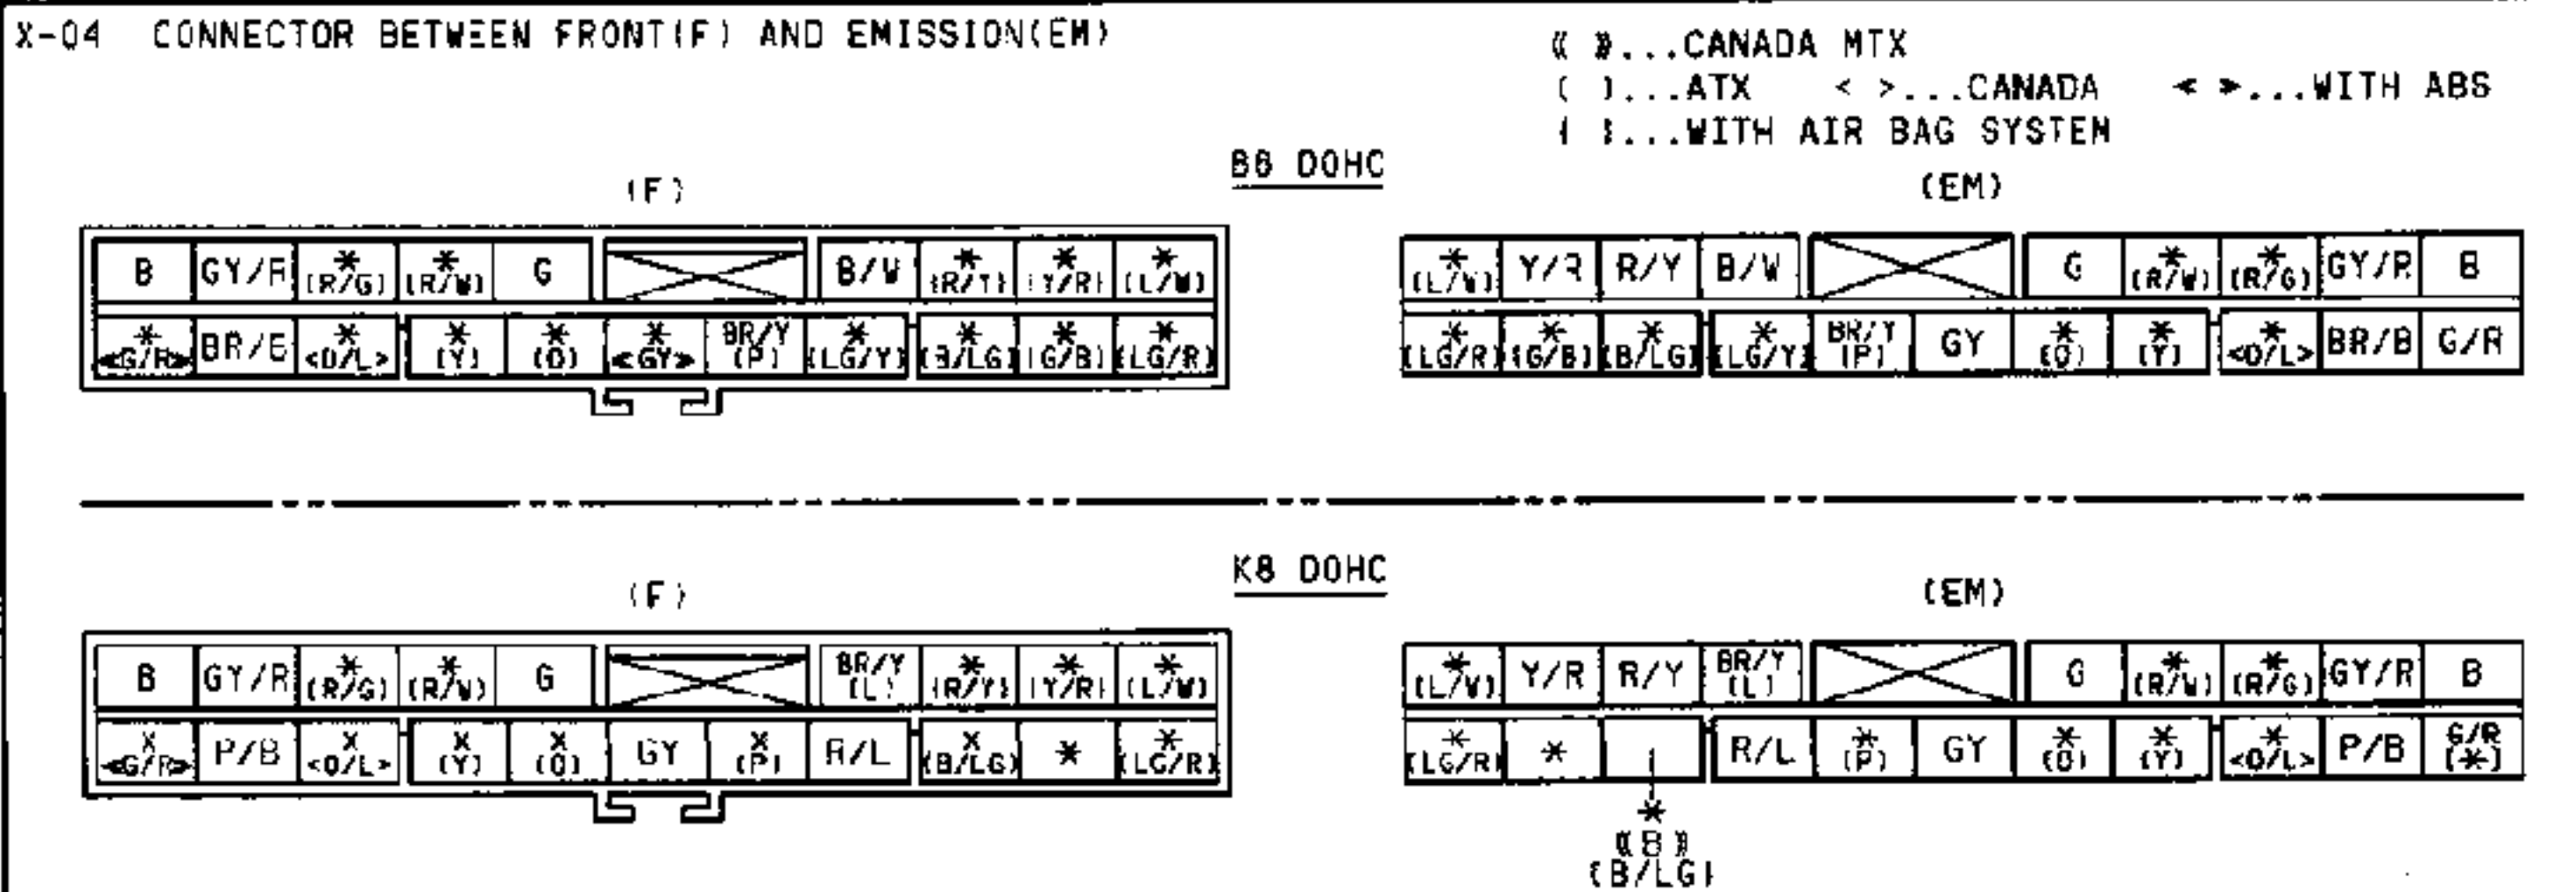 X-04 CONNECTOR BETWEEN FRONT(F) AND EMISSION(EM)
《 》...CANADA MTX
( )...ATX < >...CANADA ≪ ≫...WITH ABS
{ }...WITH AIR BAG SYSTEM
B6 DOHC
(F)
(EM)
B GY/R *(R/G) *(R/W) G B/W *(R/Y) *(Y/R) *(L/W)
*≪G/R≫ BR/B *<O/L> *(Y) *(O) *≪GY≫ BR/Y(P) *{LG/Y} *{B/LG} *{G/B} *{LG/R}
*(L/W) Y/R R/Y B/W G *(R/W) *(R/G) GY/R B
*{LG/R} *{G/B} *{B/LG} *{LG/Y} BR/Y(P) GY *(O) *(Y) *<O/L> BR/B G/R
K8 DOHC
(F)
(EM)
B GY/R *(R/G) *(R/W) G BR/Y(L) *(R/Y) *(Y/R) *(L/W)
*≪G/R≫ P/B *<O/L> *(Y) *(O) GY *(P) R/L *{B/LG} * *{LG/R}
*(L/W) Y/R R/Y BR/Y(L) G *(R/W) *(R/G) GY/R B
*{LG/R} * R/L *(P) GY *(O) *(Y) *<O/L> P/B G/R(*)
*
《B》
{B/LG}